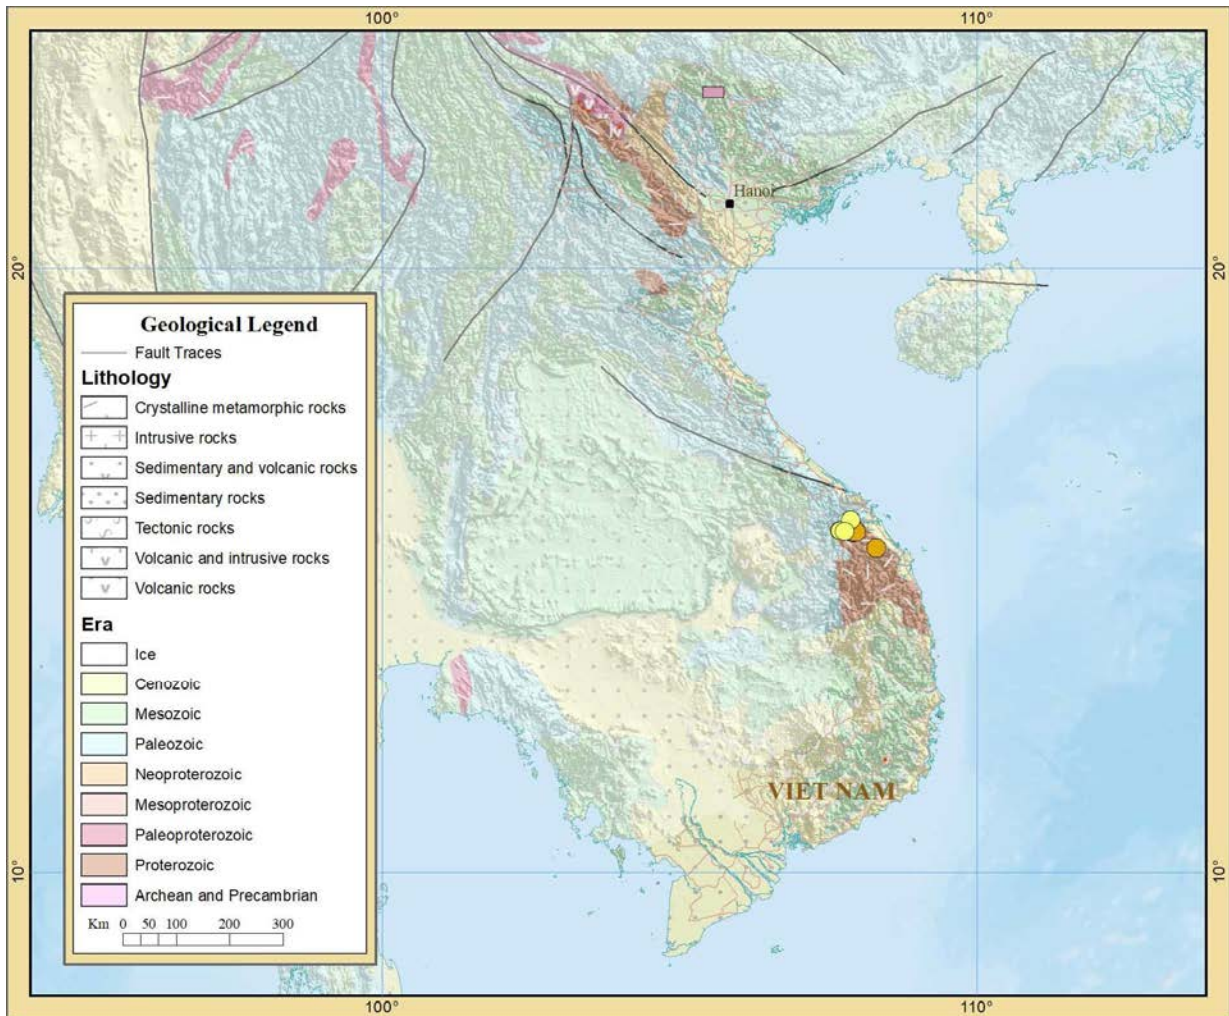 100°
110°
Hanoi
20°
20°
Geological Legend
Fault Traces
Lithology
Crystalline metamorphic rocks
Intrusive rocks
Sedimentary and volcanic rocks
Sedimentary rocks
Tectonic rocks
Volcanic and intrusive rocks
Volcanic rocks
Era
Ice
Cenozoic
Mesozoic
Paleozoic
Neoproterozoic
Mesoproterozoic
Paleoproterozoic
Proterozoic
Archean and Precambrian
Km 0 50 100 200 300
VIET NAM
10°
10°
100°
110°